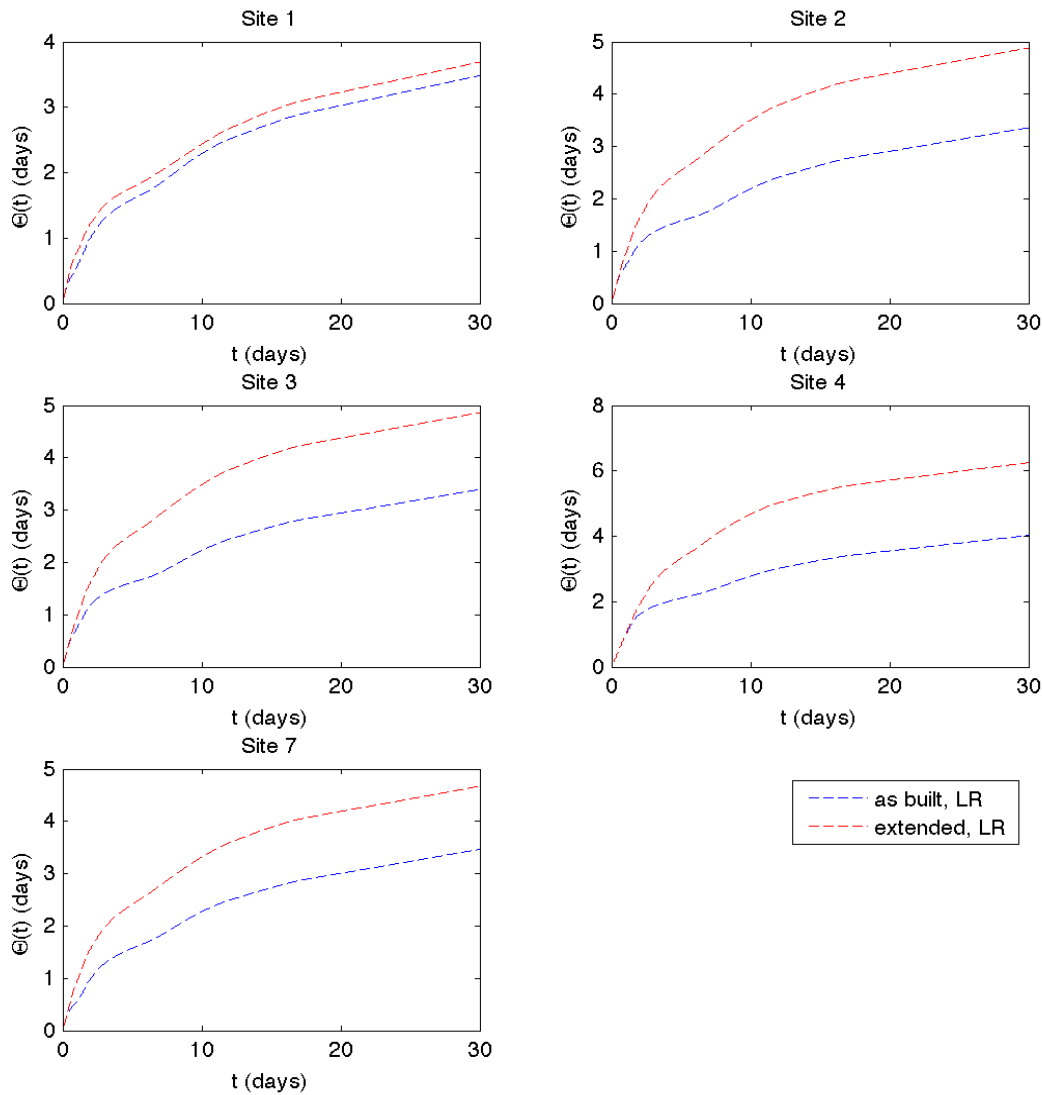 Site 1
4
3
2
1
0
Θ(t) (days)
0 10 20 30
t (days)
Site 2
5
4
3
2
1
0
Θ(t) (days)
0 10 20 30
t (days)
Site 3
5
4
3
2
1
0
Θ(t) (days)
0 10 20 30
t (days)
Site 4
8
6
4
2
0
Θ(t) (days)
0 10 20 30
t (days)
Site 7
5
4
3
2
1
0
Θ(t) (days)
0 10 20 30
t (days)
as built, LR
extended, LR